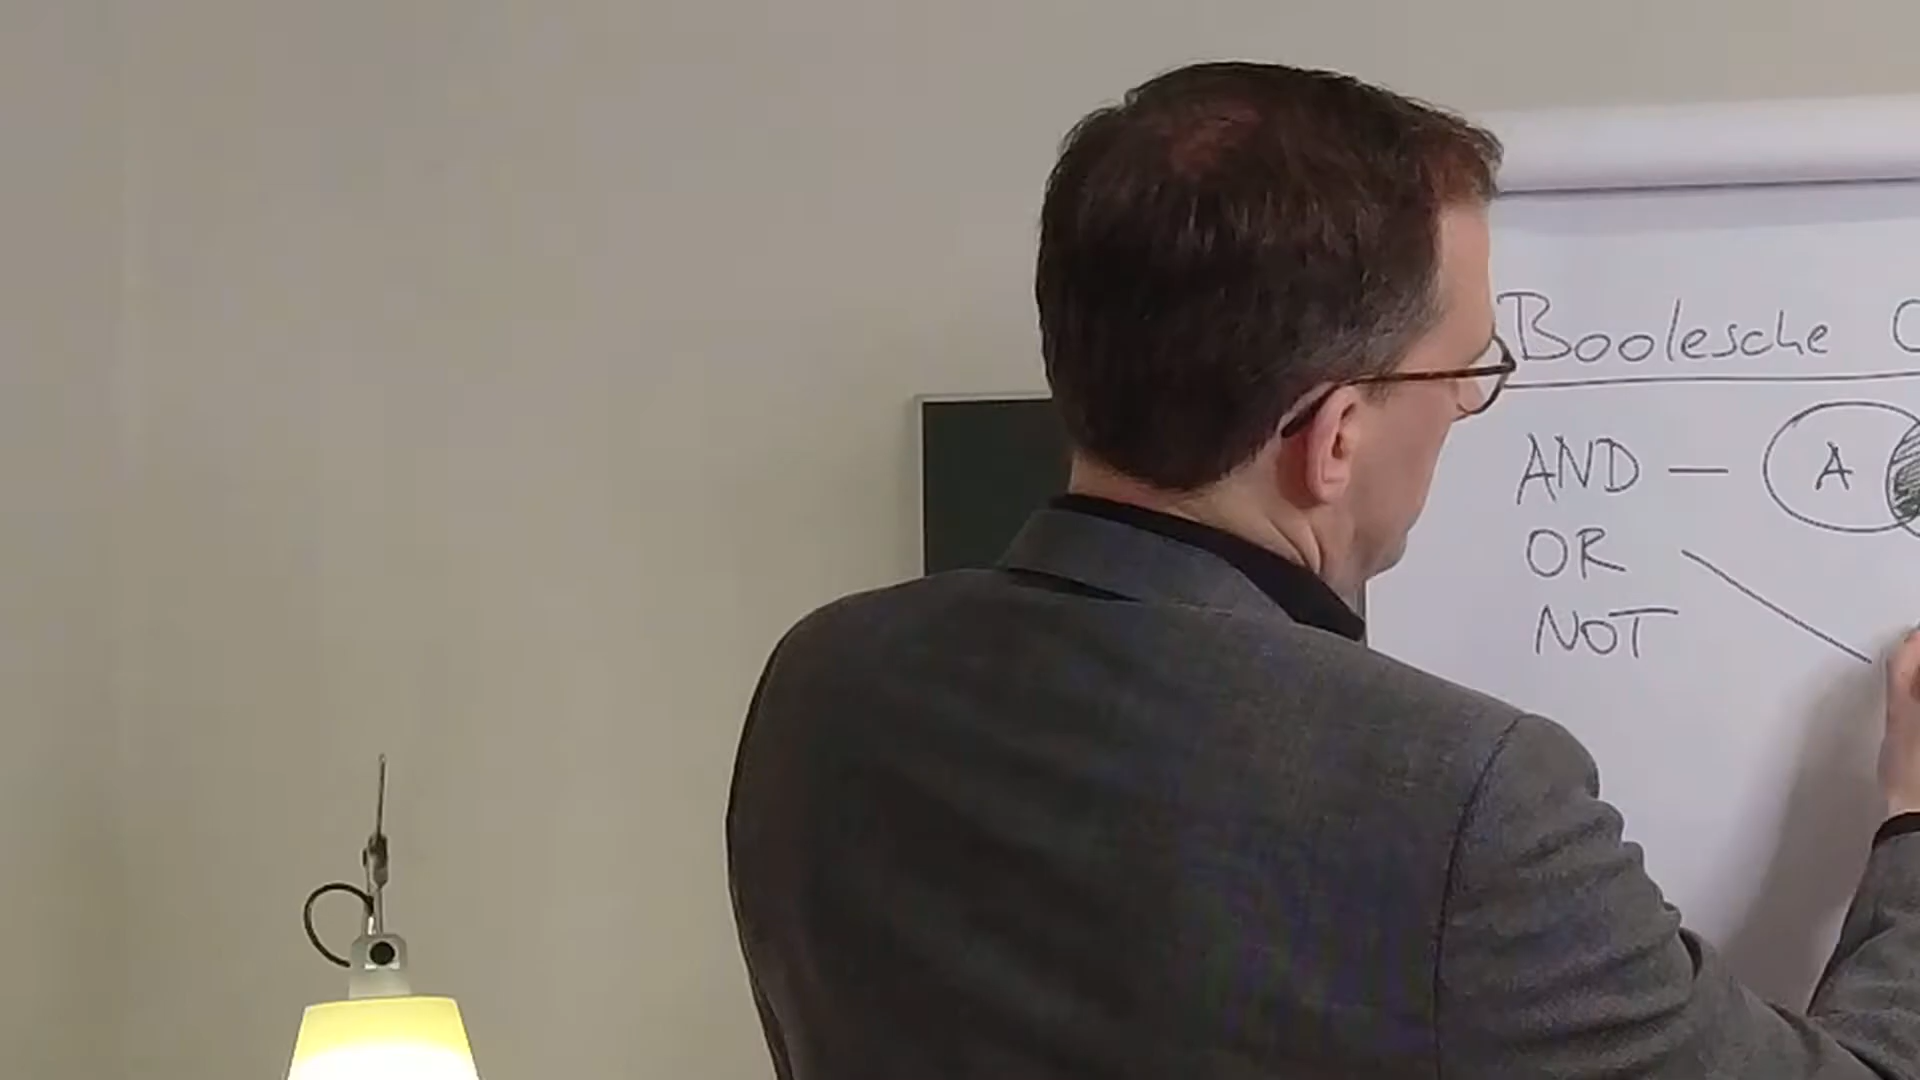 Boolesche
AND — A
OR
NOT